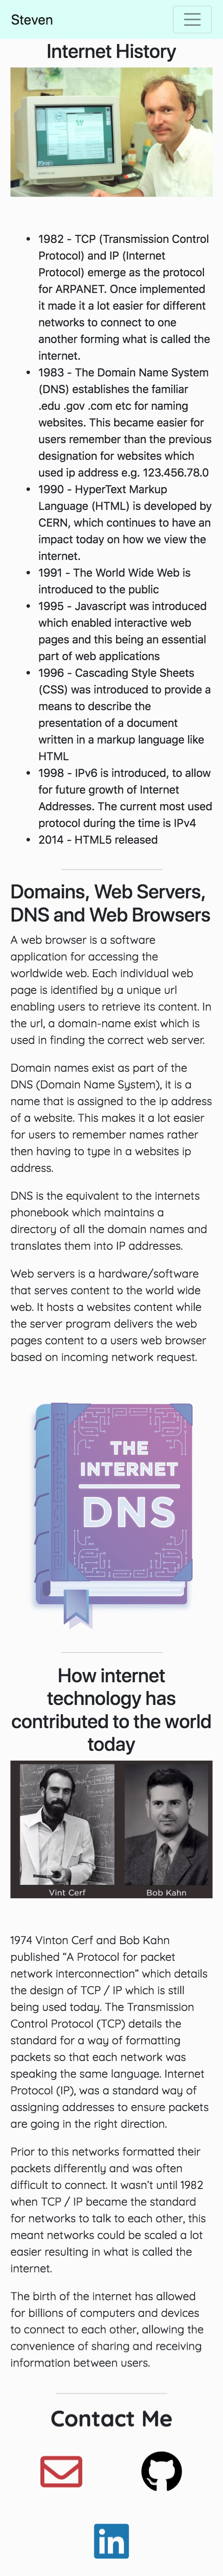 Steven
Internet History
• 1982 - TCP (Transmission Control
Protocol) and IP (Internet
Protocol) emerge as the protocol
for ARPANET. Once implemented
it made it a lot easier for different
networks to connect to one
another forming what is called the
internet.
• 1983 - The Domain Name System
(DNS) establishes the familiar
.edu .gov .com etc for naming
websites. This became easier for
users remember than the previous
designation for websites which
used ip address e.g. 123.456.78.0
• 1990 - HyperText Markup
Language (HTML) is developed by
CERN, which continues to have an
impact today on how we view the
internet.
• 1991 - The World Wide Web is
introduced to the public
• 1995 - Javascript was introduced
which enabled interactive web
pages and this being an essential
part of web applications
• 1996 - Cascading Style Sheets
(CSS) was introduced to provide a
means to describe the
presentation of a document
written in a markup language like
HTML
• 1998 - IPv6 is introduced, to allow
for future growth of Internet
Addresses. The current most used
protocol during the time is IPv4
• 2014 - HTML5 released
Domains, Web Servers,
DNS and Web Browsers
A web browser is a software
application for accessing the
worldwide web. Each individual web
page is identified by a unique url
enabling users to retrieve its content. In
the url, a domain-name exist which is
used in finding the correct web server.
Domain names exist as part of the
DNS (Domain Name System), it is a
name that is assigned to the ip address
of a website. This makes it a lot easier
for users to remember names rather
then having to type in a websites ip
address.
DNS is the equivalent to the internets
phonebook which maintains a
directory of all the domain names and
translates them into IP addresses.
Web servers is a hardware/software
that serves content to the world wide
web. It hosts a websites content while
the server program delivers the web
pages content to a users web browser
based on incoming network request.
THE
INTERNET
DNS
How internet
technology has
contributed to the world
today
Vint Cerf
Bob Kahn
1974 Vinton Cerf and Bob Kahn
published “A Protocol for packet
network interconnection” which details
the design of TCP / IP which is still
being used today. The Transmission
Control Protocol (TCP) details the
standard for a way of formatting
packets so that each network was
speaking the same language. Internet
Protocol (IP), was a standard way of
assigning addresses to ensure packets
are going in the right direction.
Prior to this networks formatted their
packets differently and was often
difficult to connect. It wasn’t until 1982
when TCP / IP became the standard
for networks to talk to each other, this
meant networks could be scaled a lot
easier resulting in what is called the
internet.
The birth of the internet has allowed
for billions of computers and devices
to connect to each other, allowing the
convenience of sharing and receiving
information between users.
Contact Me
in